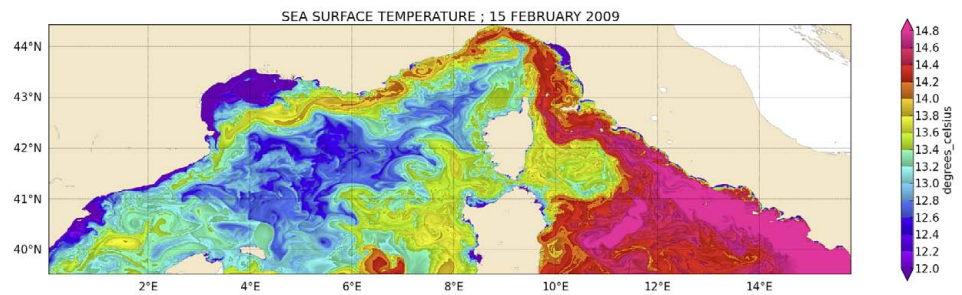 SEA SURFACE TEMPERATURE ; 15 FEBRUARY 2009
44°N
43°N
42°N
41°N
40°N
2°E
4°E
6°E
8°E
10°E
12°E
14°E
14.8
14.6
14.4
14.2
14.0
13.8
13.6
13.4
13.2
13.0
12.8
12.6
12.4
12.2
12.0
degrees_celsius